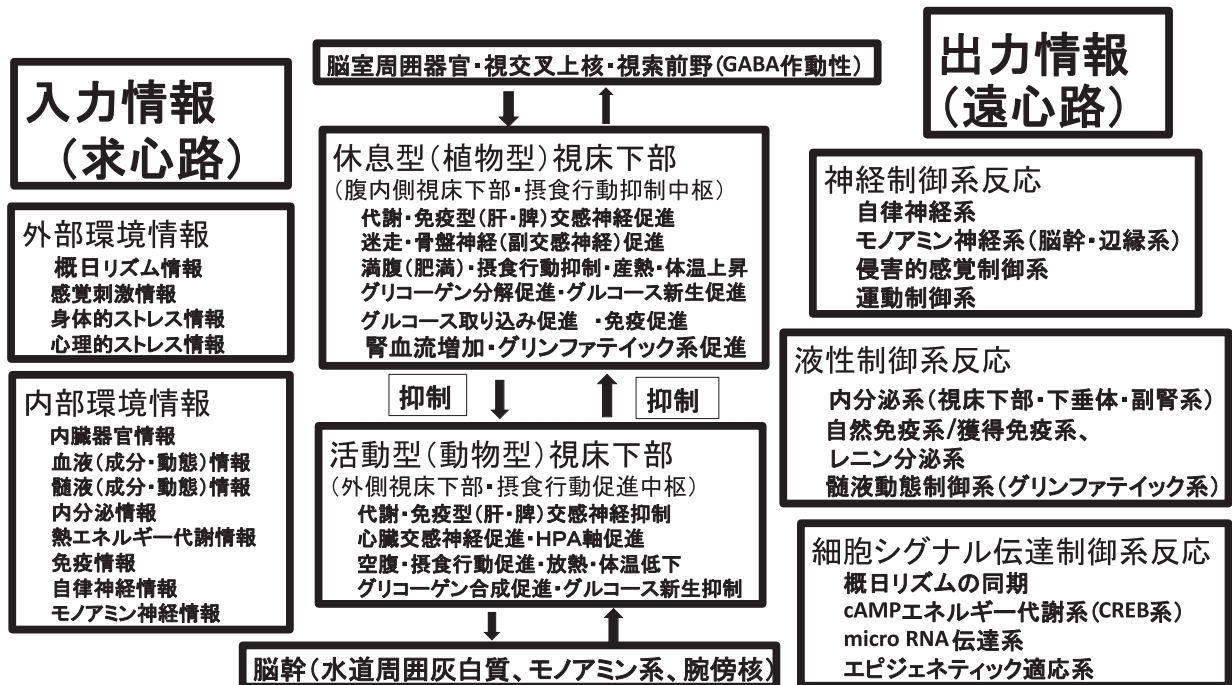 入力情報
(求心路)
外部環境情報
概日リズム情報
感覚刺激情報
身体的ストレス情報
心理的ストレス情報
内部環境情報
内臓器官情報
血液(成分・動態)情報
髄液(成分・動態)情報
内分泌情報
熱エネルギー代謝情報
免疫情報
自律神経情報
モノアミン神経情報
脳室周囲器官・視交叉上核・視索前野(GABA作動性)
休息型(植物型)視床下部
(腹内側視床下部・摂食行動抑制中枢)
代謝・免疫型(肝・脾)交感神経促進
迷走・骨盤神経(副交感神経)促進
満腹(肥満)・摂食行動抑制・産熱・体温上昇
グリコーゲン分解促進・グルコース新生促進
グルコース取り込み促進 ・免疫促進
腎血流増加・グリンファテイック系促進
抑制
抑制
活動型(動物型)視床下部
(外側視床下部・摂食行動促進中枢)
代謝・免疫型(肝・脾)交感神経抑制
心臓交感神経促進・HPA軸促進
空腹・摂食行動促進・放熱・体温低下
グリコーゲン合成促進・グルコース新生抑制
脳幹(水道周囲灰白質、モノアミン系、腕傍核)
出力情報
(遠心路)
神経制御系反応
自律神経系
モノアミン神経系(脳幹・辺縁系)
侵害的感覚制御系
運動制御系
液性制御系反応
内分泌系(視床下部・下垂体・副腎系)
自然免疫系/獲得免疫系、
レニン分泌系
髄液動態制御系(グリンファテイック系)
細胞シグナル伝達制御系反応
概日リズムの同期
cAMPエネルギー代謝系(CREB系)
micro RNA伝達系
エピジェネティック適応系